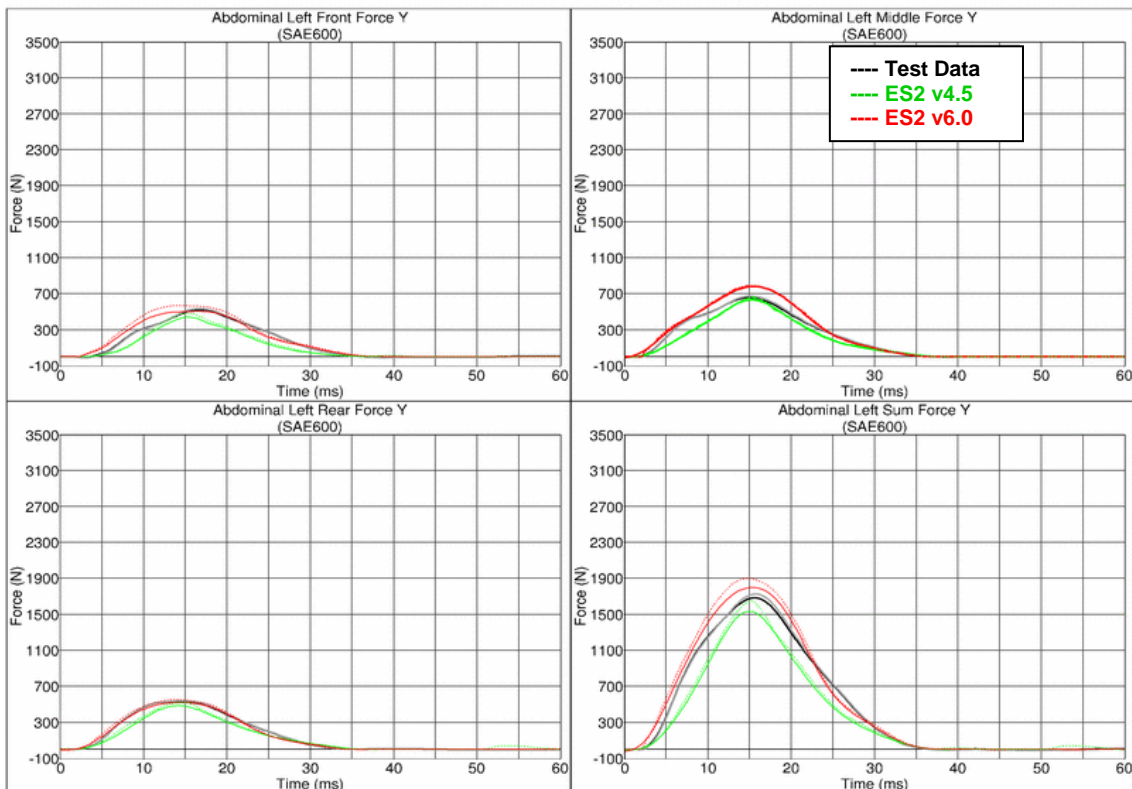 Abdominal Left Front Force Y
(SAE600)
3500
3100
2700
2300
1900
1500
1100
700
300
-100
Force (N)
0 10 20 30 40 50 60
Time (ms)
Abdominal Left Middle Force Y
(SAE600)
---- Test Data
---- ES2 v4.5
---- ES2 v6.0
3500
3100
2700
2300
1900
1500
1100
700
300
-100
Force (N)
0 10 20 30 40 50 60
Time (ms)
Abdominal Left Rear Force Y
(SAE600)
3500
3100
2700
2300
1900
1500
1100
700
300
-100
Force (N)
0 10 20 30 40 50 60
Time (ms)
Abdominal Left Sum Force Y
(SAE600)
3500
3100
2700
2300
1900
1500
1100
700
300
-100
Force (N)
0 10 20 30 40 50 60
Time (ms)